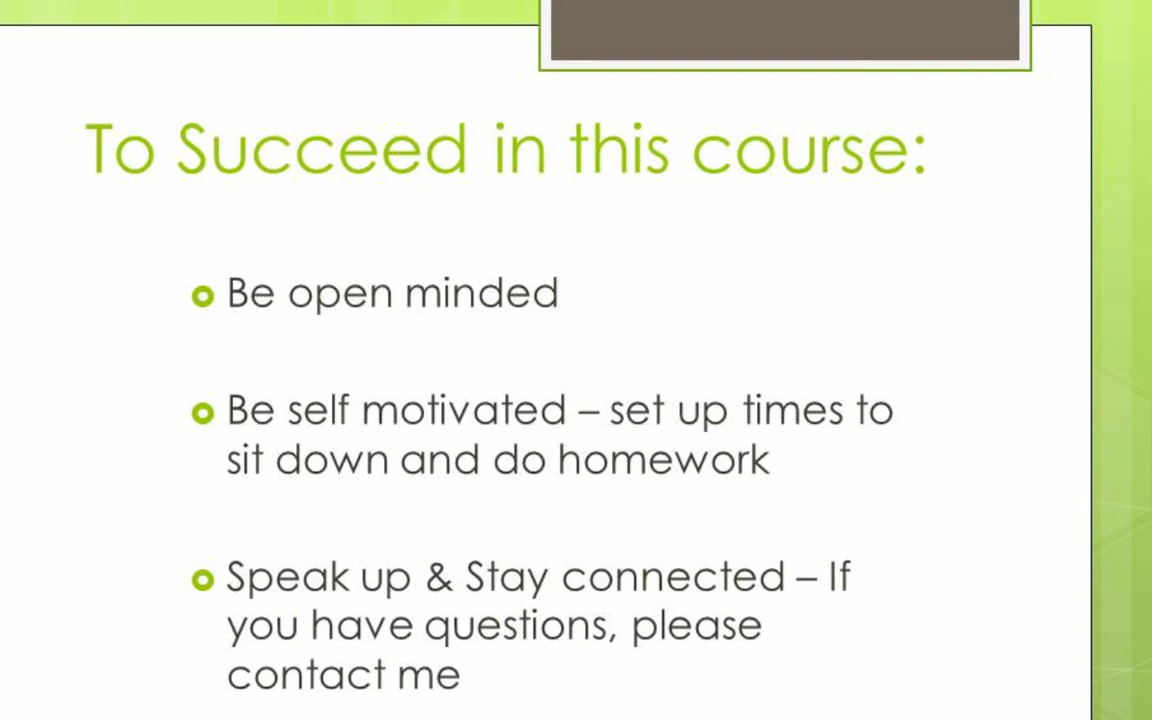 To Succeed in this course:
Be open minded
Be self motivated – set up times to
sit down and do homework
Speak up & Stay connected – If
you have questions, please
contact me